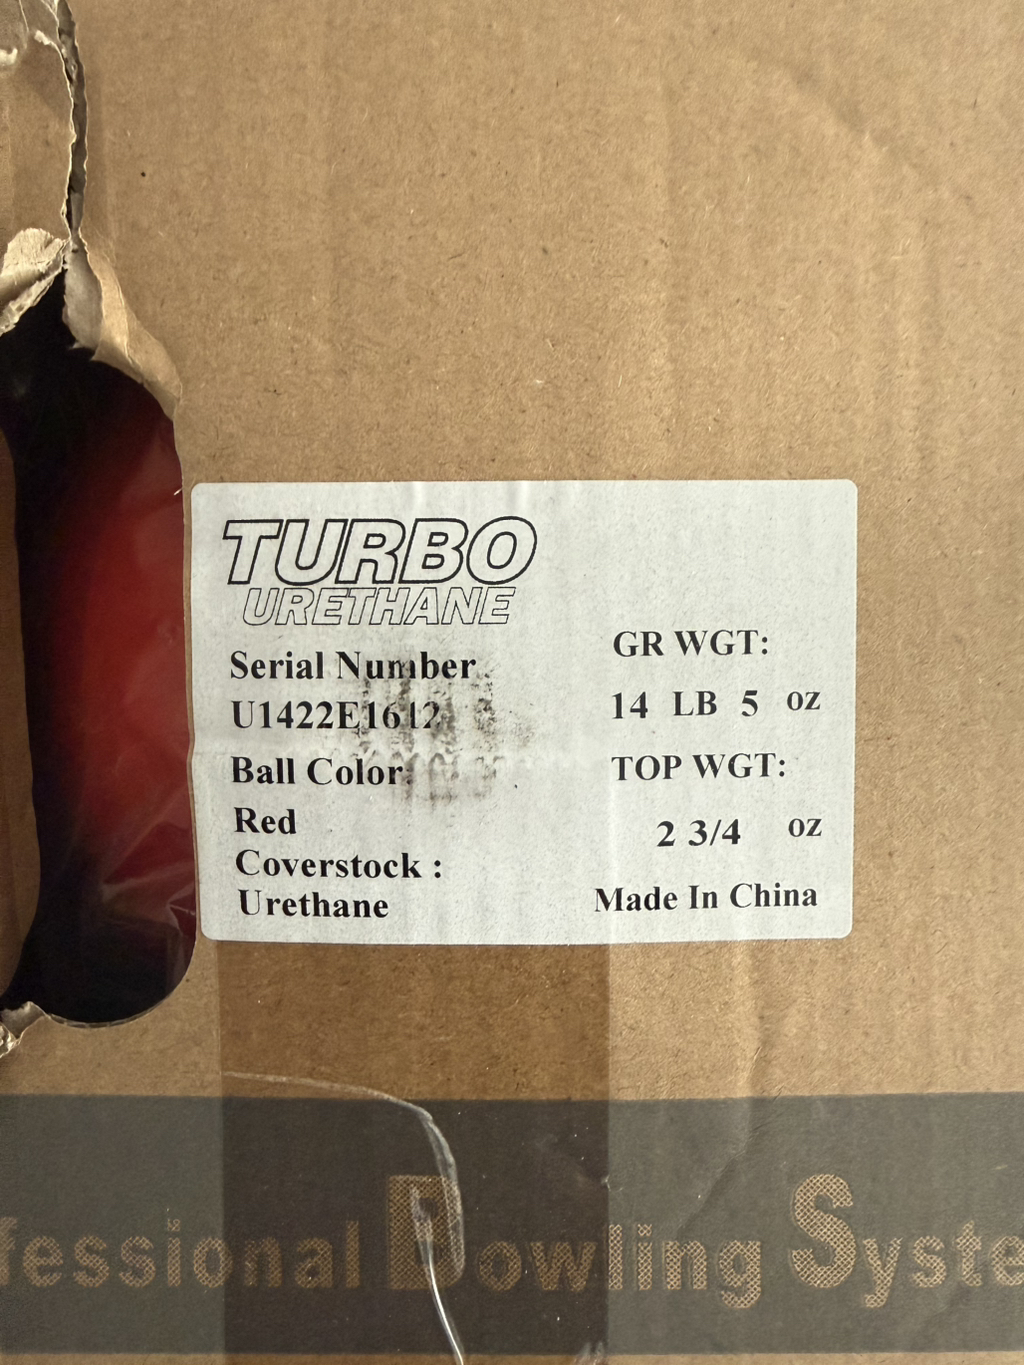 TURBO
URETHANE
Serial Number
U1422E1612
Ball Color:
Red
Coverstock :
Urethane
GR WGT:
14 LB 5 oz
TOP WGT:
2 3/4 oz
Made In China
fessional Bowling Syste